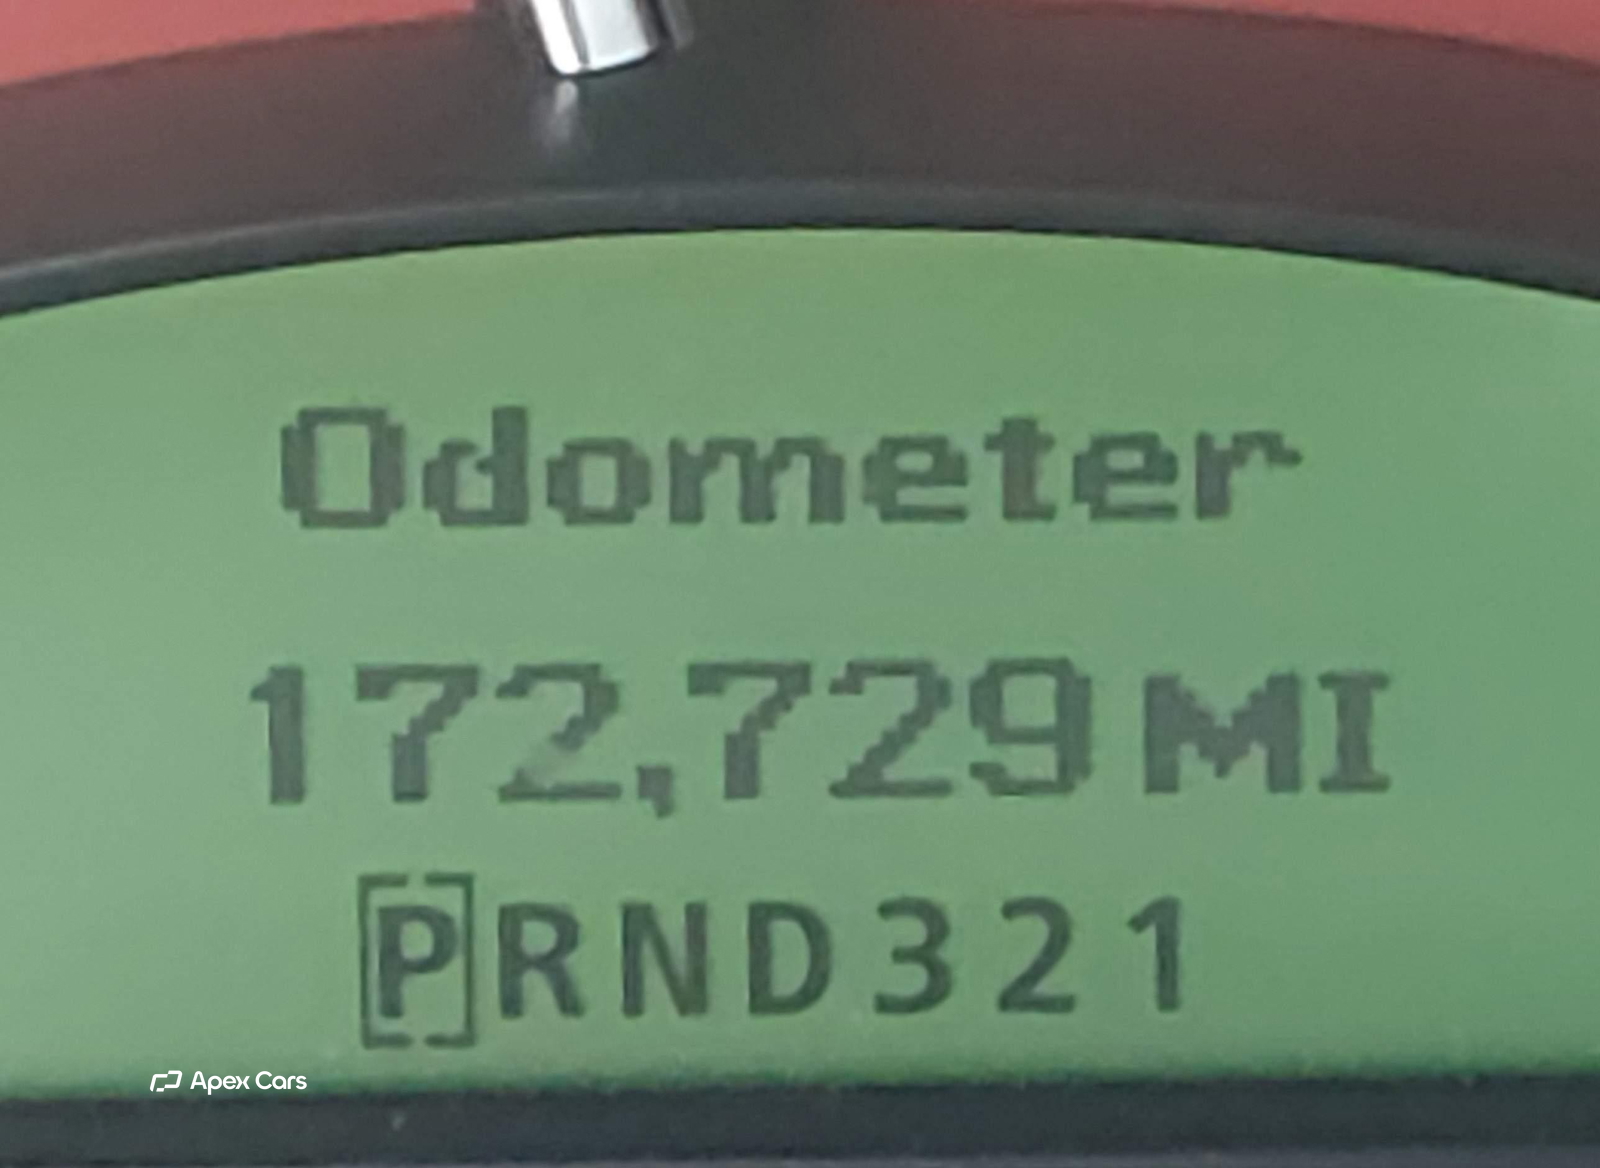 Odometer
172,729 MI
PRND321
Apex Cars